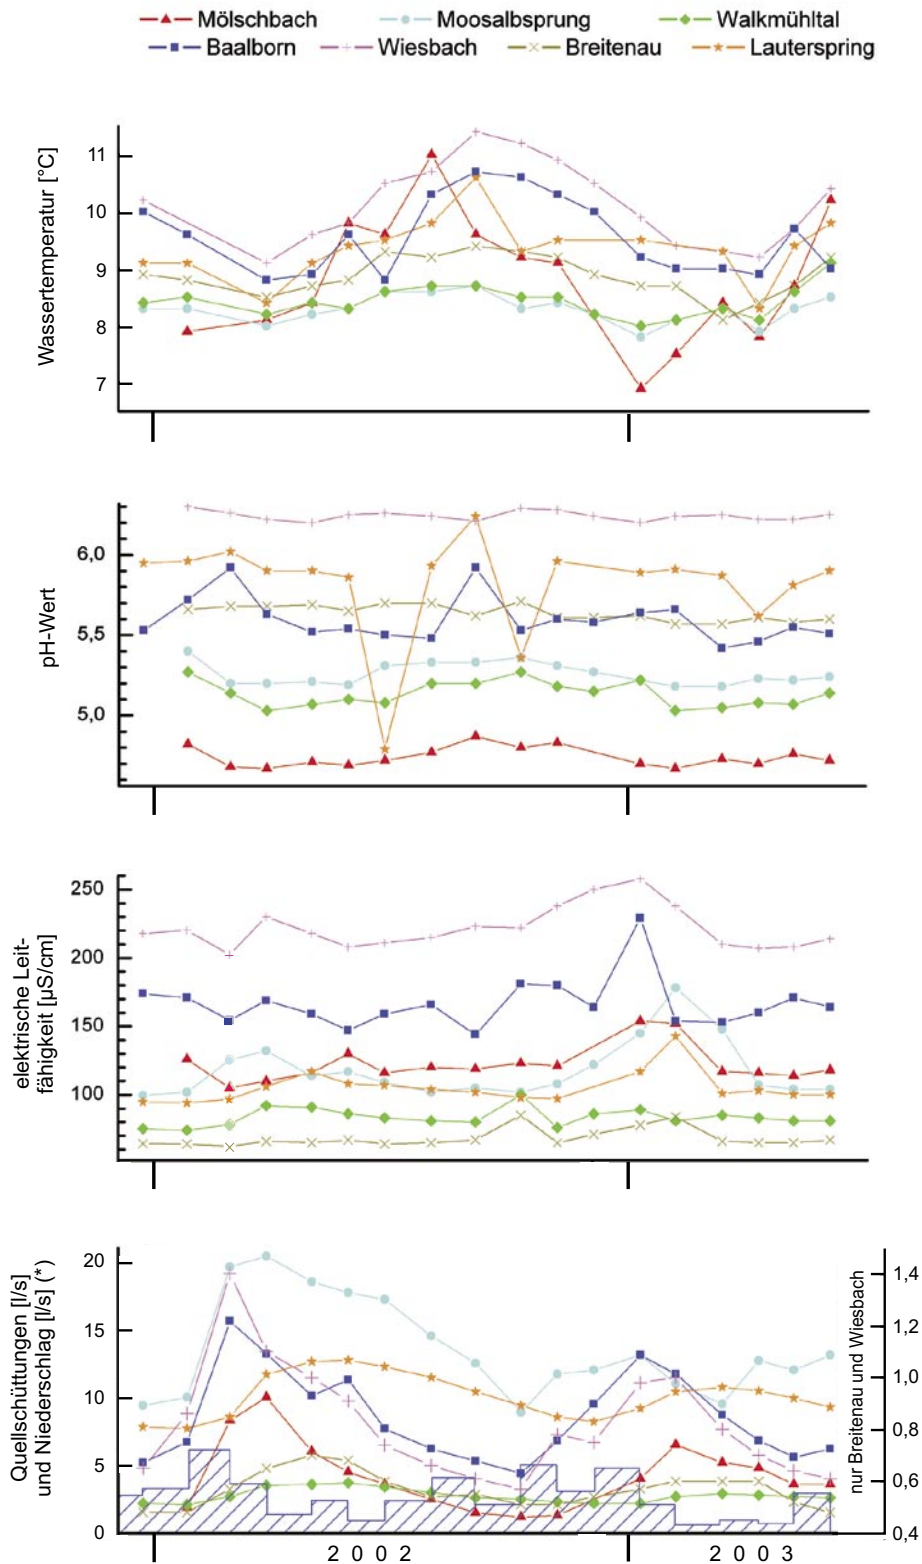 Mölschbach Moosalbsprung Walkmühltal
Baalborn Wiesbach Breitenau Lauterspring
Wassertemperatur [°C]
11
10
9
8
7
pH-Wert
6,0
5,5
5,0
elektrische Leit-
fähigkeit [µS/cm]
250
200
150
100
Quellschüttungen [l/s]
und Niederschlag [l/s] (*)
20
15
10
5
0
nur Breitenau und Wiesbach
1,4
1,2
1,0
0,8
0,6
0,4
2 0 0 2 2 0 0 3